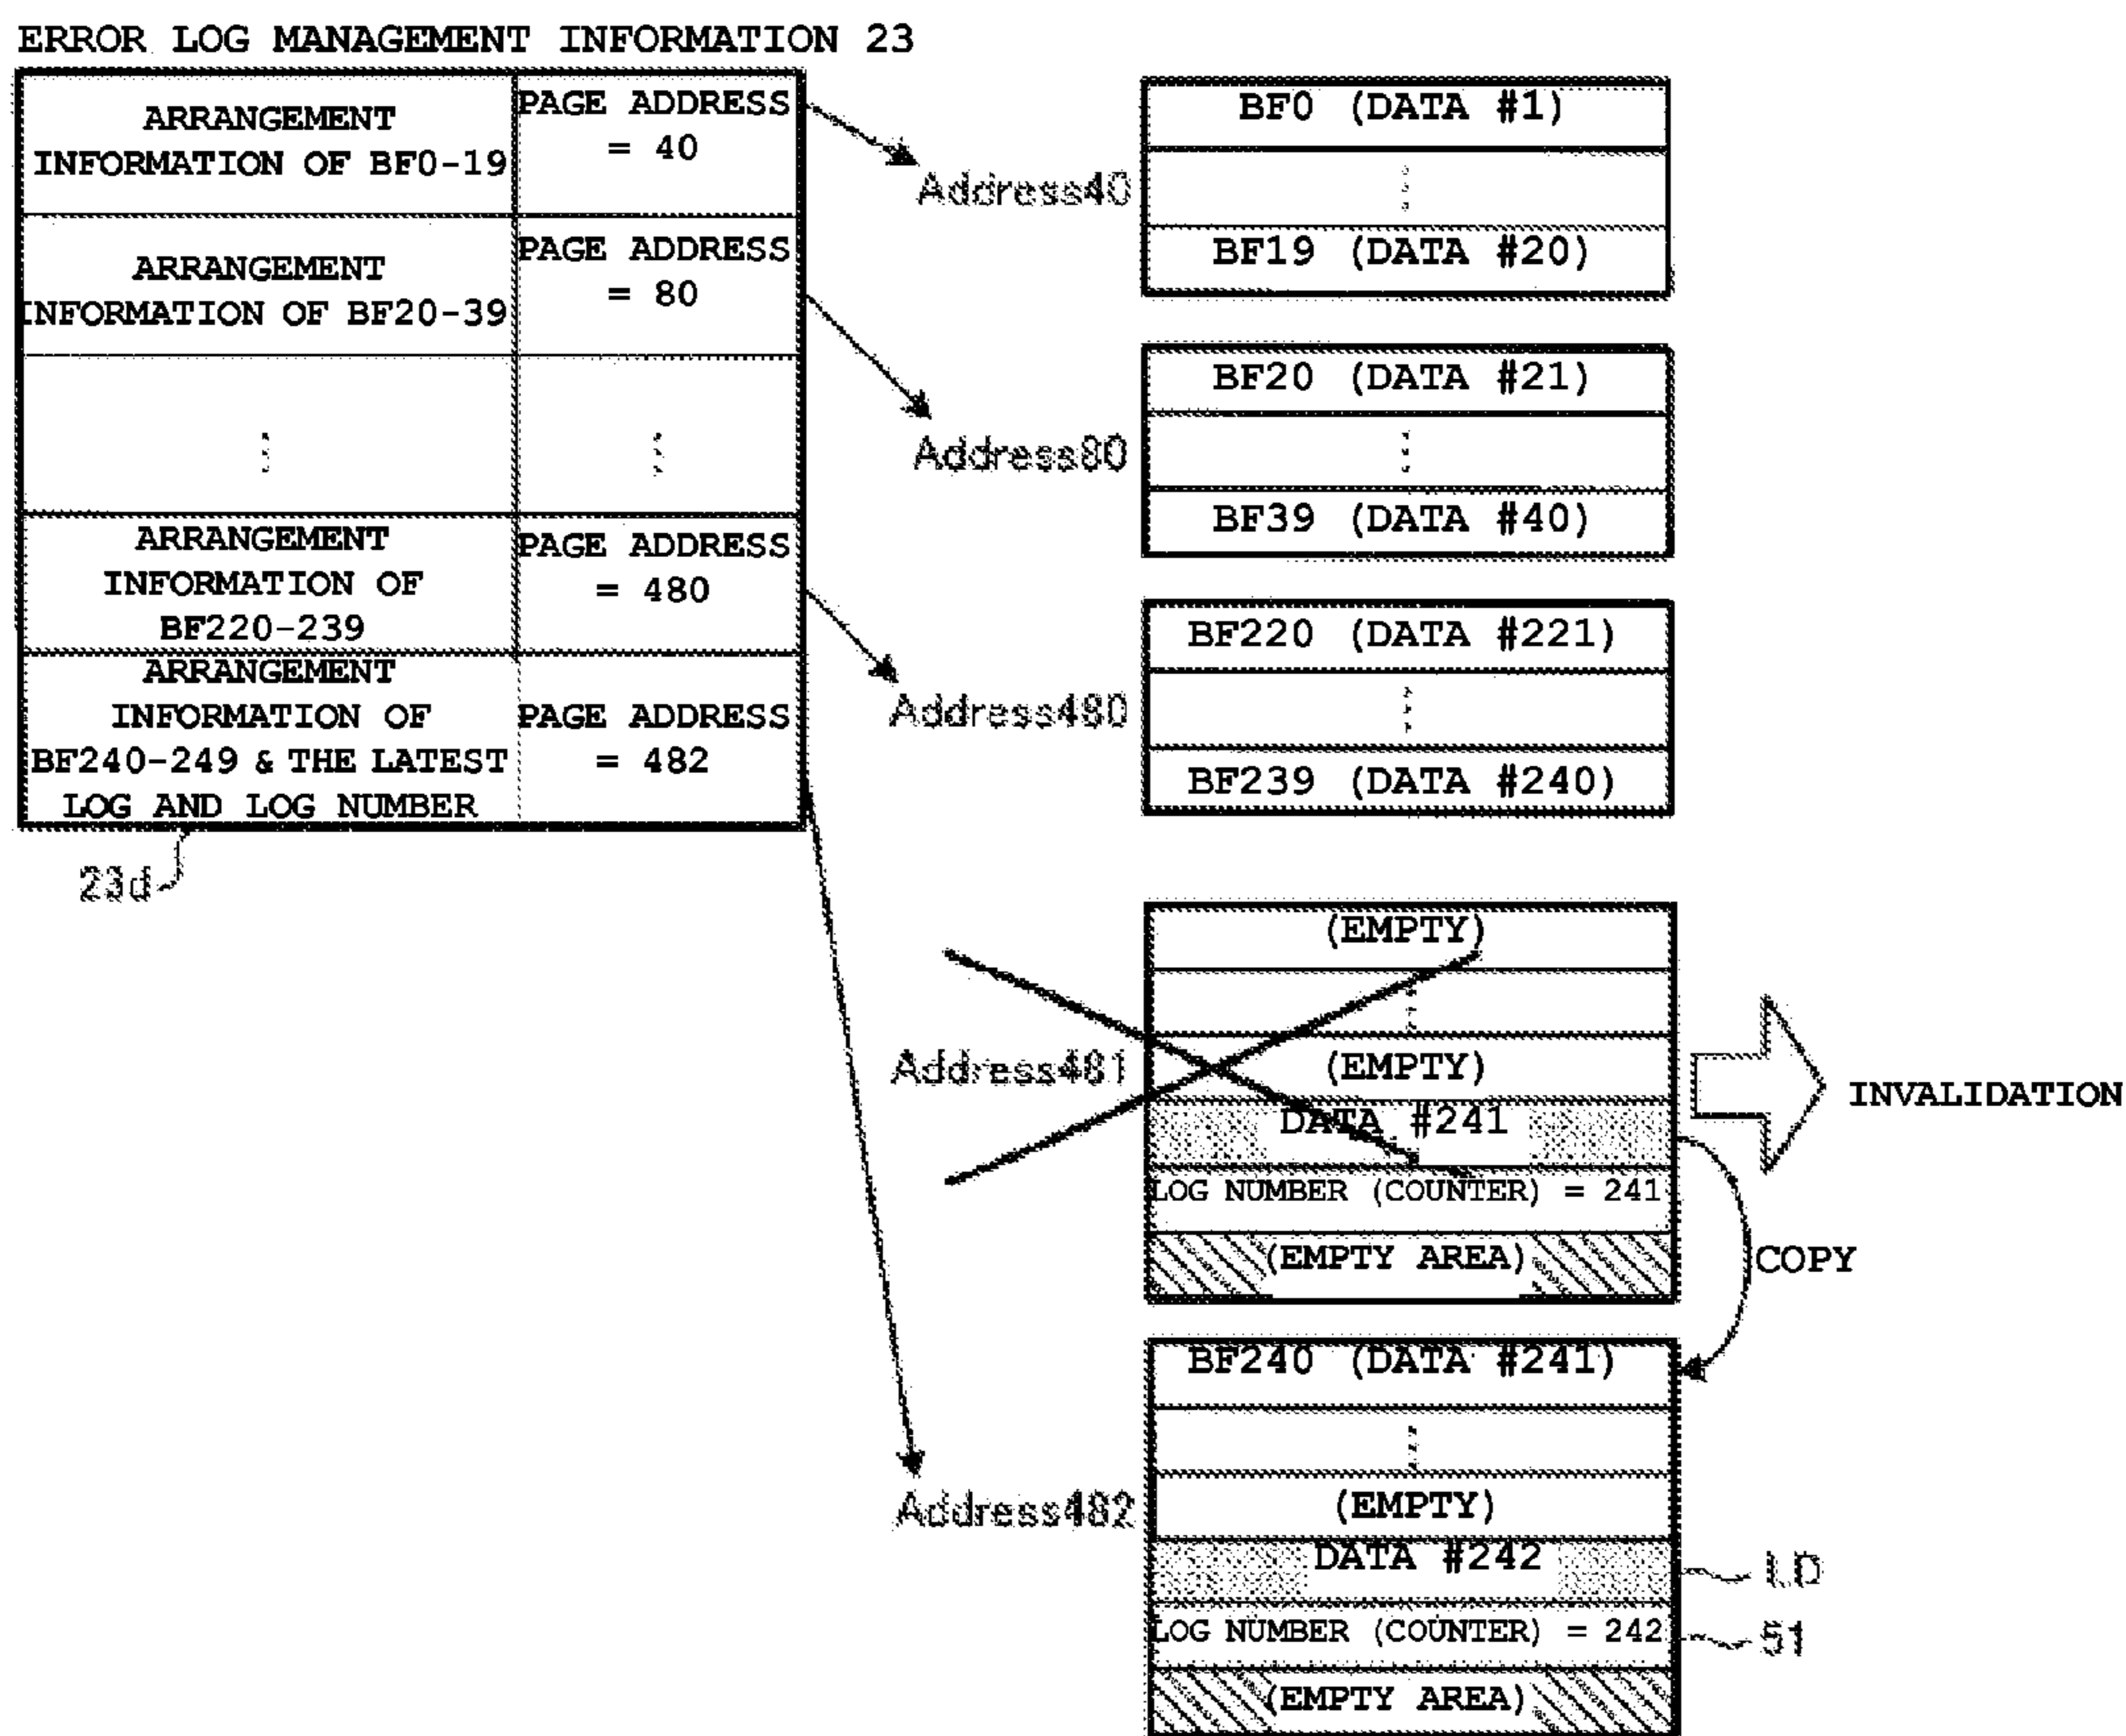 ERROR LOG MANAGEMENT INFORMATION 23
ARRANGEMENT
INFORMATION OF BF0-19
PAGE ADDRESS
= 40
ARRANGEMENT
INFORMATION OF BF20-39
PAGE ADDRESS
= 80
ARRANGEMENT
INFORMATION OF
BF220-239
PAGE ADDRESS
= 480
ARRANGEMENT
INFORMATION OF
BF240-249 & THE LATEST
LOG AND LOG NUMBER
PAGE ADDRESS
= 482
23d
Address40
BF0 (DATA #1)
BF19 (DATA #20)
Address80
BF20 (DATA #21)
BF39 (DATA #40)
Address480
BF220 (DATA #221)
BF239 (DATA #240)
Address481
(EMPTY)
(EMPTY)
DATA #241
LOG NUMBER (COUNTER) = 241
(EMPTY AREA)
INVALIDATION
COPY
Address482
BF240 (DATA #241)
(EMPTY)
DATA #242
LD
LOG NUMBER (COUNTER) = 242
51
(EMPTY AREA)